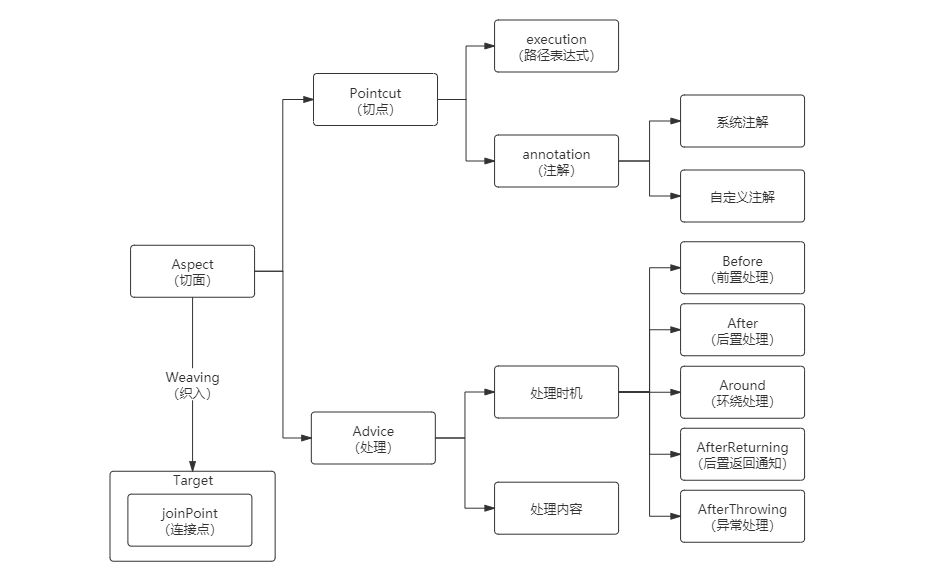 execution
（路径表达式）
Pointcut
（切点）
annotation
（注解）
系统注解
自定义注解
Aspect
（切面）
Weaving
（织入）
Target
joinPoint
（连接点）
Advice
（处理）
处理时机
处理内容
Before
（前置处理）
After
（后置处理）
Around
（环绕处理）
AfterReturning
（后置返回通知）
AfterThrowing
（异常处理）